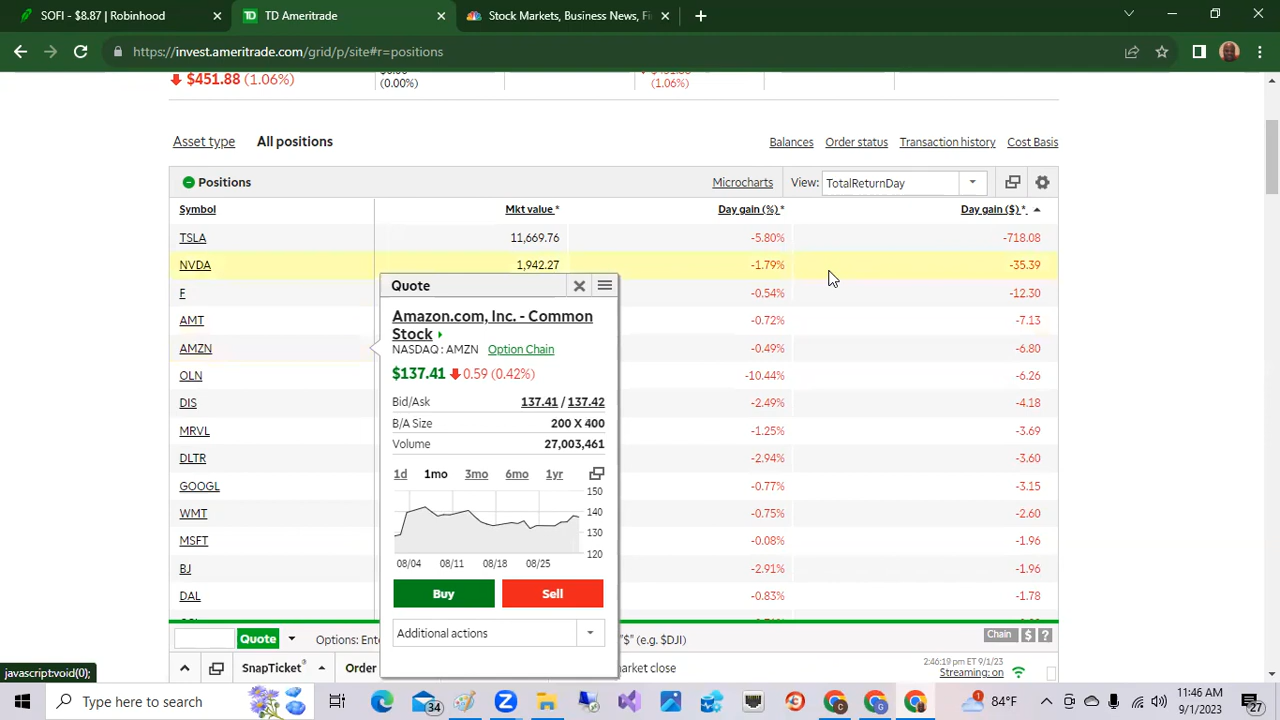 SOFI - $8.87 | Robinhood
TD Ameritrade
Stock Markets, Business News, Fi
https://invest.ameritrade.com/grid/p/site#r=positions
$451.88 (1.06%)
(0.00%)
(1.06%)
Asset type All positions Balances Order status Transaction history Cost Basis
Positions Microcharts View: TotalReturnDay
Symbol Mkt value * Day gain (%) * Day gain ($) *
TSLA 11,669.76 -5.80% -718.08
NVDA 1,942.27 -1.79% -35.39
F -0.54% -12.30
AMT -0.72% -7.13
AMZN -0.49% -6.80
OLN -10.44% -6.26
DIS -2.49% -4.18
MRVL -1.25% -3.69
DLTR -2.94% -3.60
GOOGL -0.77% -3.15
WMT -0.75% -2.60
MSFT -0.08% -1.96
BJ -2.91% -1.96
DAL -0.83% -1.78
Quote
Amazon.com, Inc. - Common
Stock
NASDAQ : AMZN Option Chain
$137.41 0.59 (0.42%)
Bid/Ask 137.41 / 137.42
B/A Size 200 X 400
Volume 27,003,461
1d 1mo 3mo 6mo 1yr
150
140
130
120
08/04 08/11 08/18 08/25
Buy Sell
Additional actions
Quote Options: Ente "$" (e.g. $DJI) Chain $ ?
SnapTicket Order market close
2:46:19 pm ET 9/1/23
Streaming: on
javascript:void(0);
Type here to search
34
84°F
11:46 AM
9/1/2023
27